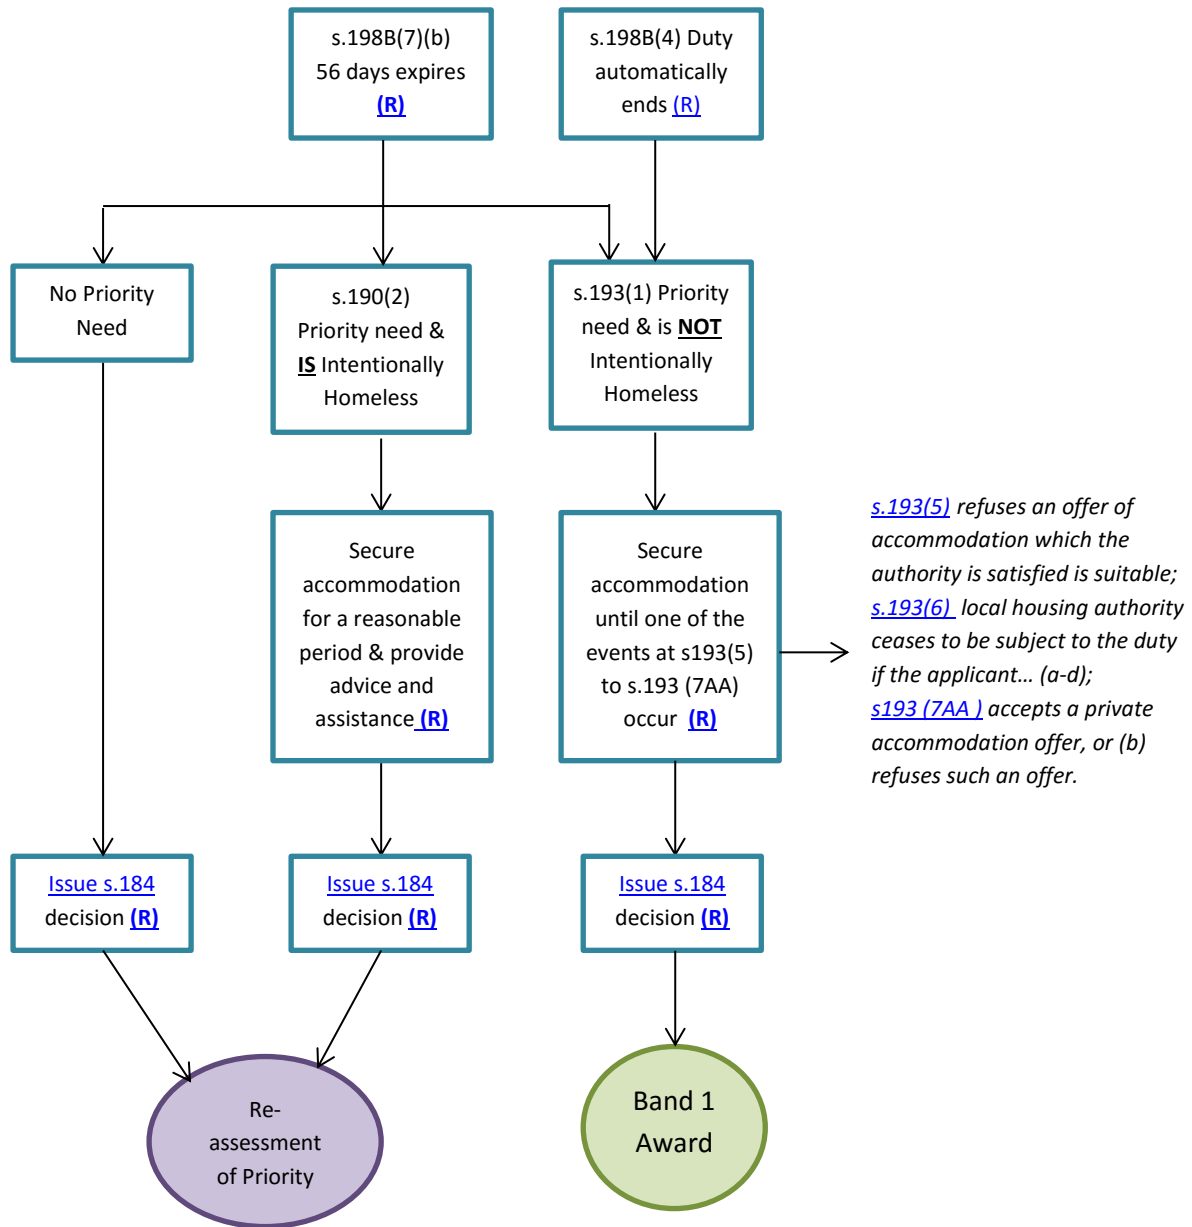 s.198B(7)(b)
56 days expires
(R)
s.198B(4) Duty
automatically
ends (R)
No Priority
Need
s.190(2)
Priority need &
IS Intentionally
Homeless
s.193(1) Priority
need & is NOT
Intentionally
Homeless
Secure
accommodation
for a reasonable
period & provide
advice and
assistance (R)
Secure
accommodation
until one of the
events at s193(5)
to s.193 (7AA)
occur (R)
s.193(5) refuses an offer of
accommodation which the
authority is satisfied is suitable;
s.193(6) local housing authority
ceases to be subject to the duty
if the applicant... (a-d);
s193 (7AA ) accepts a private
accommodation offer, or (b)
refuses such an offer.
Issue s.184
decision (R)
Issue s.184
decision (R)
Issue s.184
decision (R)
Re-
assessment
of Priority
Band 1
Award